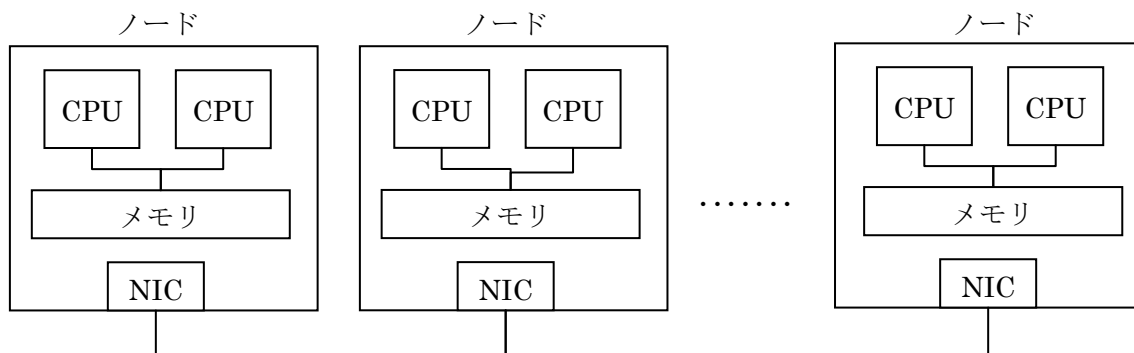 ノード ノード ノード
CPU CPU CPU CPU CPU CPU
メモリ メモリ ・・・・・・・ メモリ
NIC NIC NIC